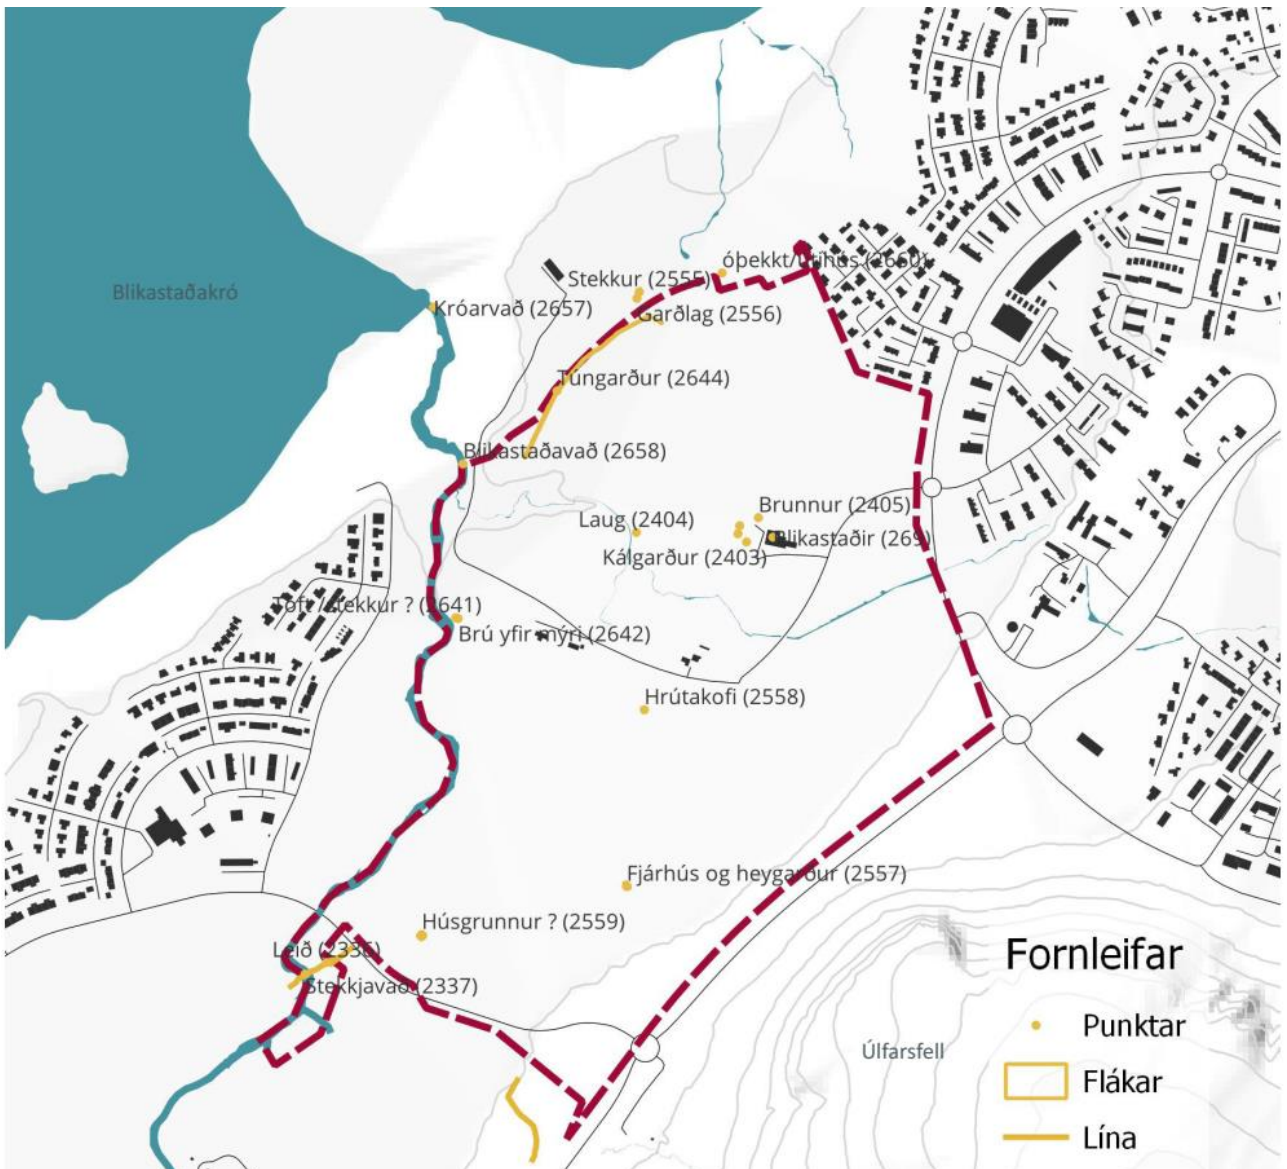 óþekkt/Útihús (2660)
Stekkur (2555)
Blikastaðakró
Króarvað (2657)
Garðlag (2556)
Túngarður (2644)
Blikastaðavað (2658)
Brunnur (2405)
Laug (2404)
Blikastaðir (269)
Kálgarður (2403)
Toft /stekkur ? (2641)
Brú yfir mýri (2642)
Hrútakofi (2558)
Fjárhús og heygarður (2557)
Húsgrunnur ? (2559)
Leið (2336)
Stekkjavað (2337)
Úlfarsfell
Fornleifar
Punktar
Flákar
Lína